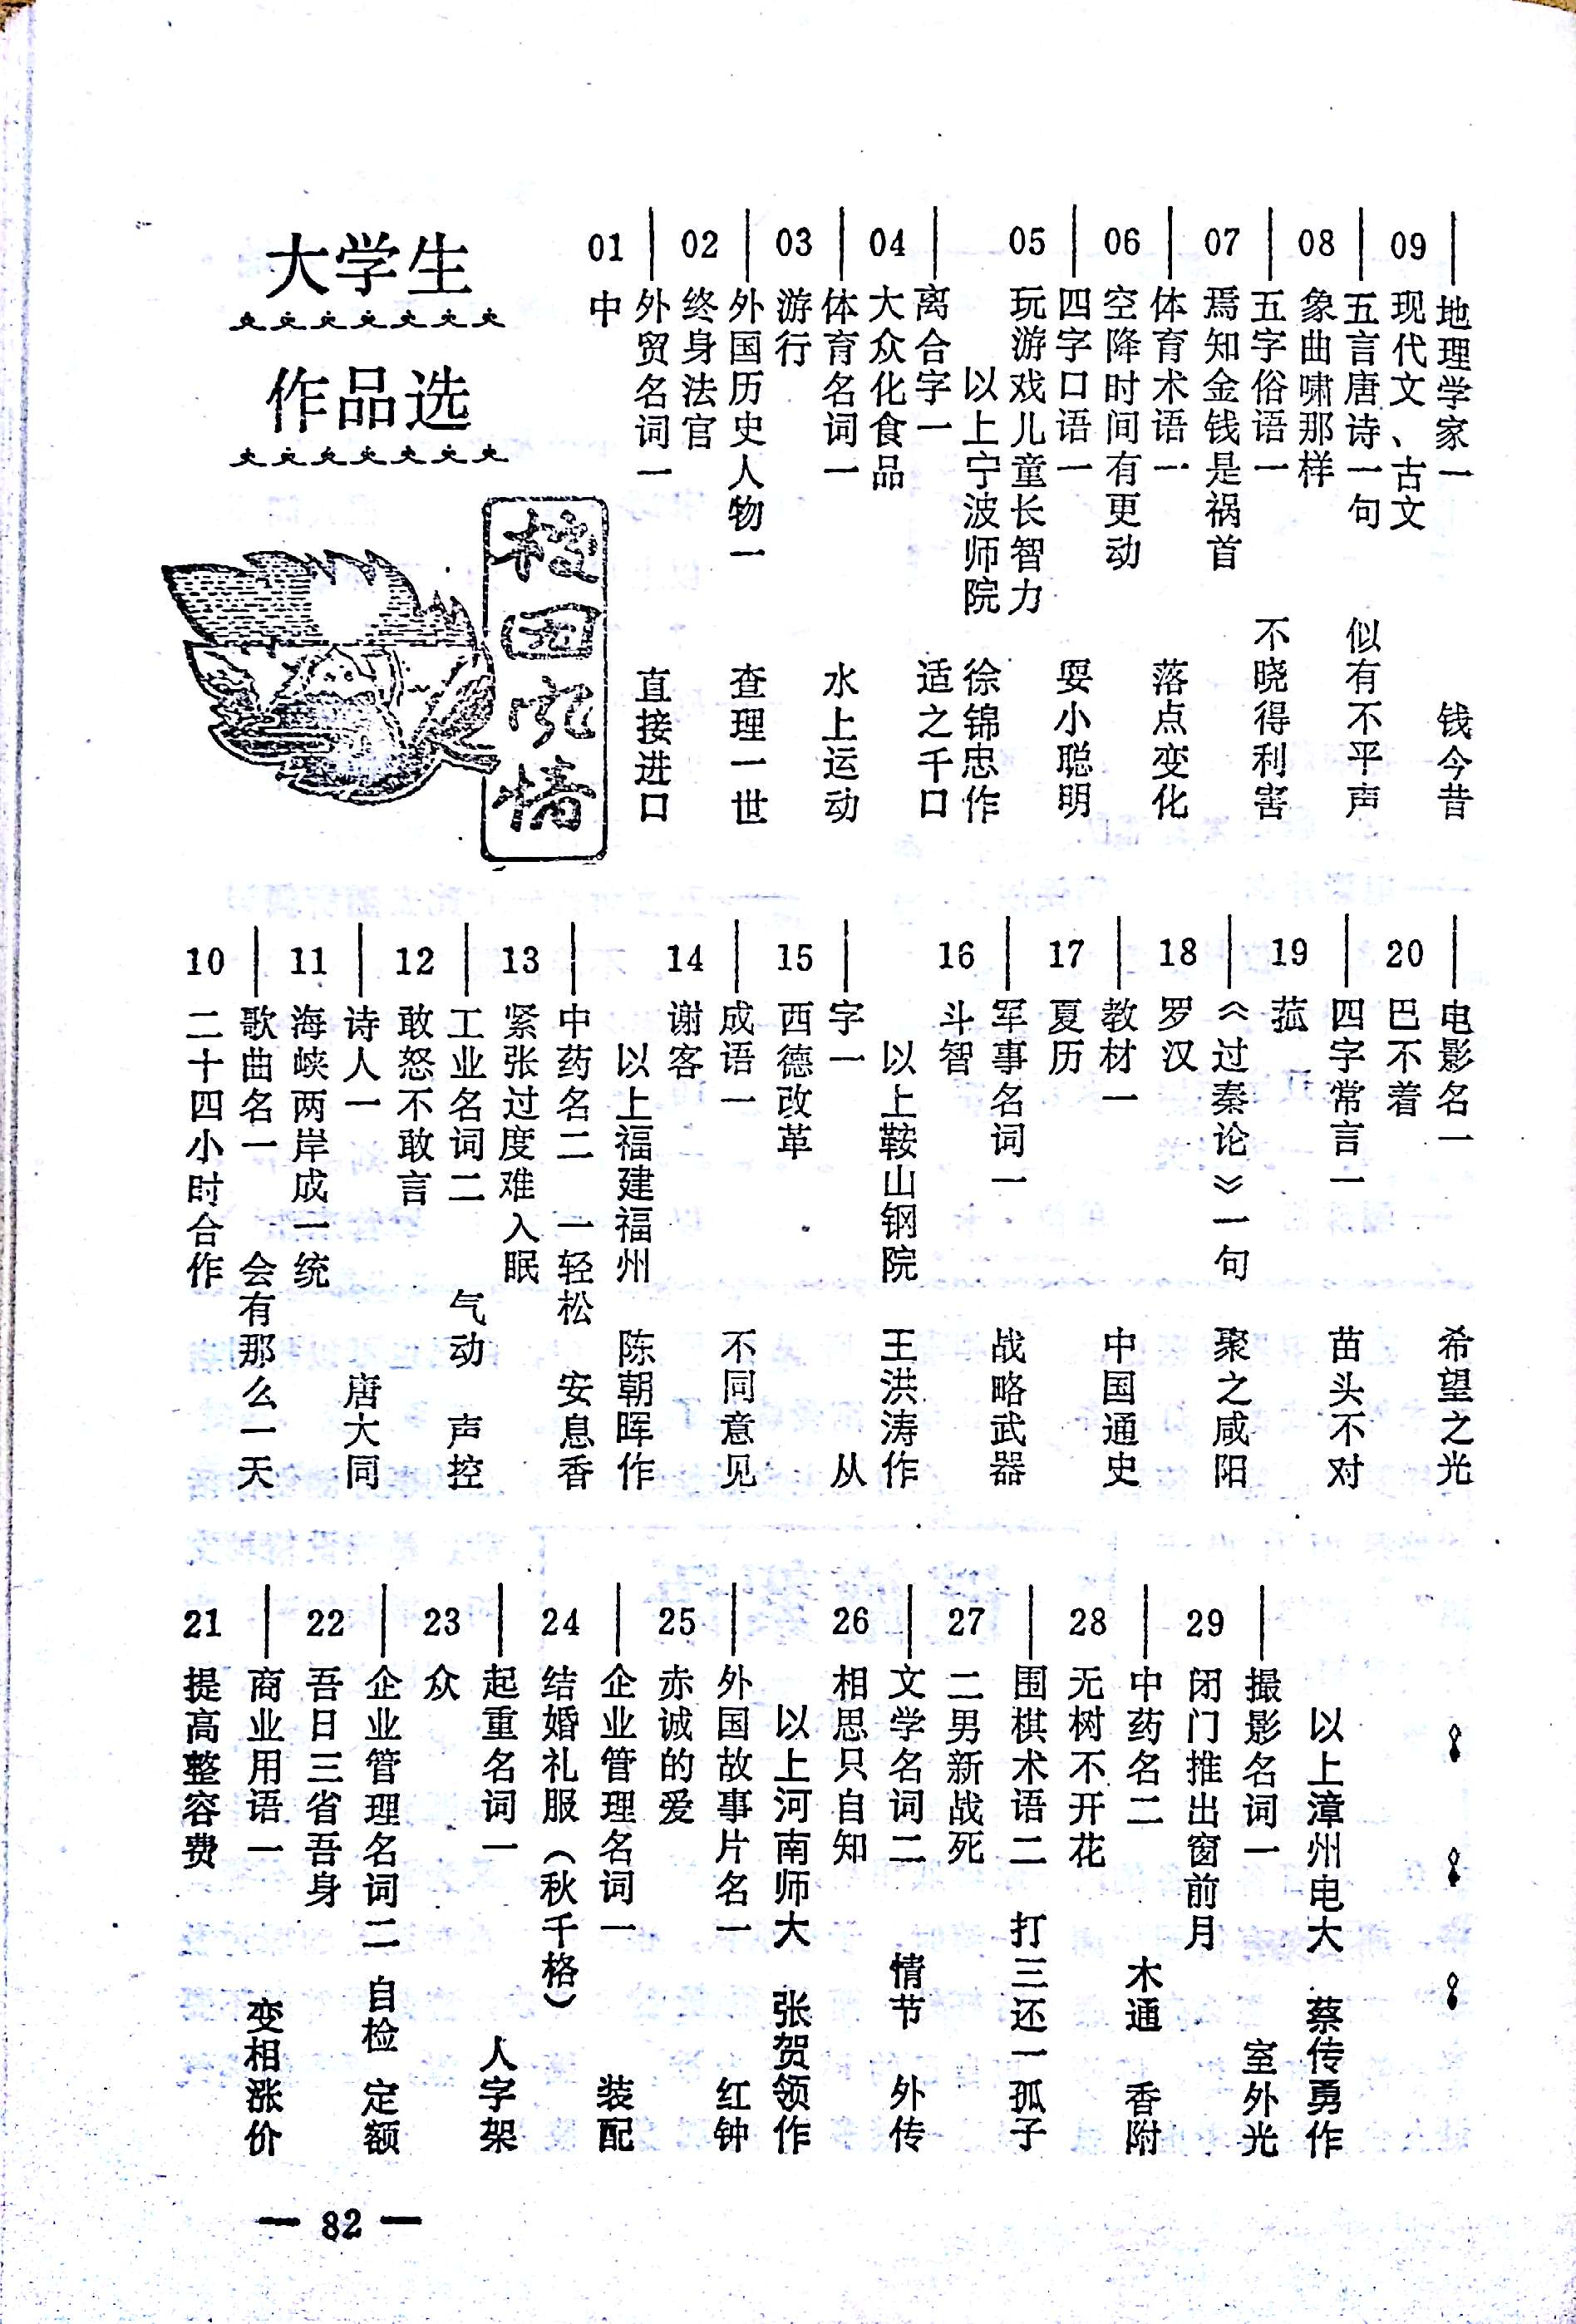 大学生
作品选
校园风情
01
中
外贸名词一 直接进口
02
终身法官
外国历史人物一 查理一世
03
游行
体育名词一 水上运动
04
大众化食品
离合字一 适之千口
以上宁波师院 徐锦忠作
05
玩游戏儿童长智力
四字口语一 耍小聪明
06
空降时间有更动
体育术语一 落点变化
07
焉知金钱是祸首
五字俗语一 不晓得利害
08
象曲啸那样
五言唐诗一句 似有不平声
09
现代文、古文
地理学家一 钱今昔
10
二十四小时合作
歌曲名一 会有那么一天
11
海峡两岸成一统
诗人一 唐大同
12
敢怒不敢言
工业名词二 气动 声控
13
紧张过度难入眠
中药名二 一轻松 安息香
以上福建福州 陈朝晖作
14
谢客
成语一 不同意见
15
西德改革
字一 从
以上鞍山钢院 王洪涛作
16
斗智
军事名词一 战略武器
17
夏历
教材一 中国通史
18
罗汉
《过秦论》一句 聚之咸阳
19
菰
四字常言一 苗头不对
20
巴不着
电影名一 希望之光
21
提高整容费
商业用语一 变相涨价
22
吾日三省吾身
企业管理名词二 自检 定额
23
众
起重名词一 人字架
24
结婚礼服（秋千格）
企业管理名词一 装配
25
赤诚的爱
外国故事片名一 红钟
以上河南师大 张贺领作
26
相思只自知
文学名词二 情节 外传
27
二男新战死
围棋术语二 打三还一孤子
28
无树不开花
中药名二 木通 香附
29
闭门推出窗前月
撮影名词一 室外光
以上漳州电大 蔡传勇作
— 82 —